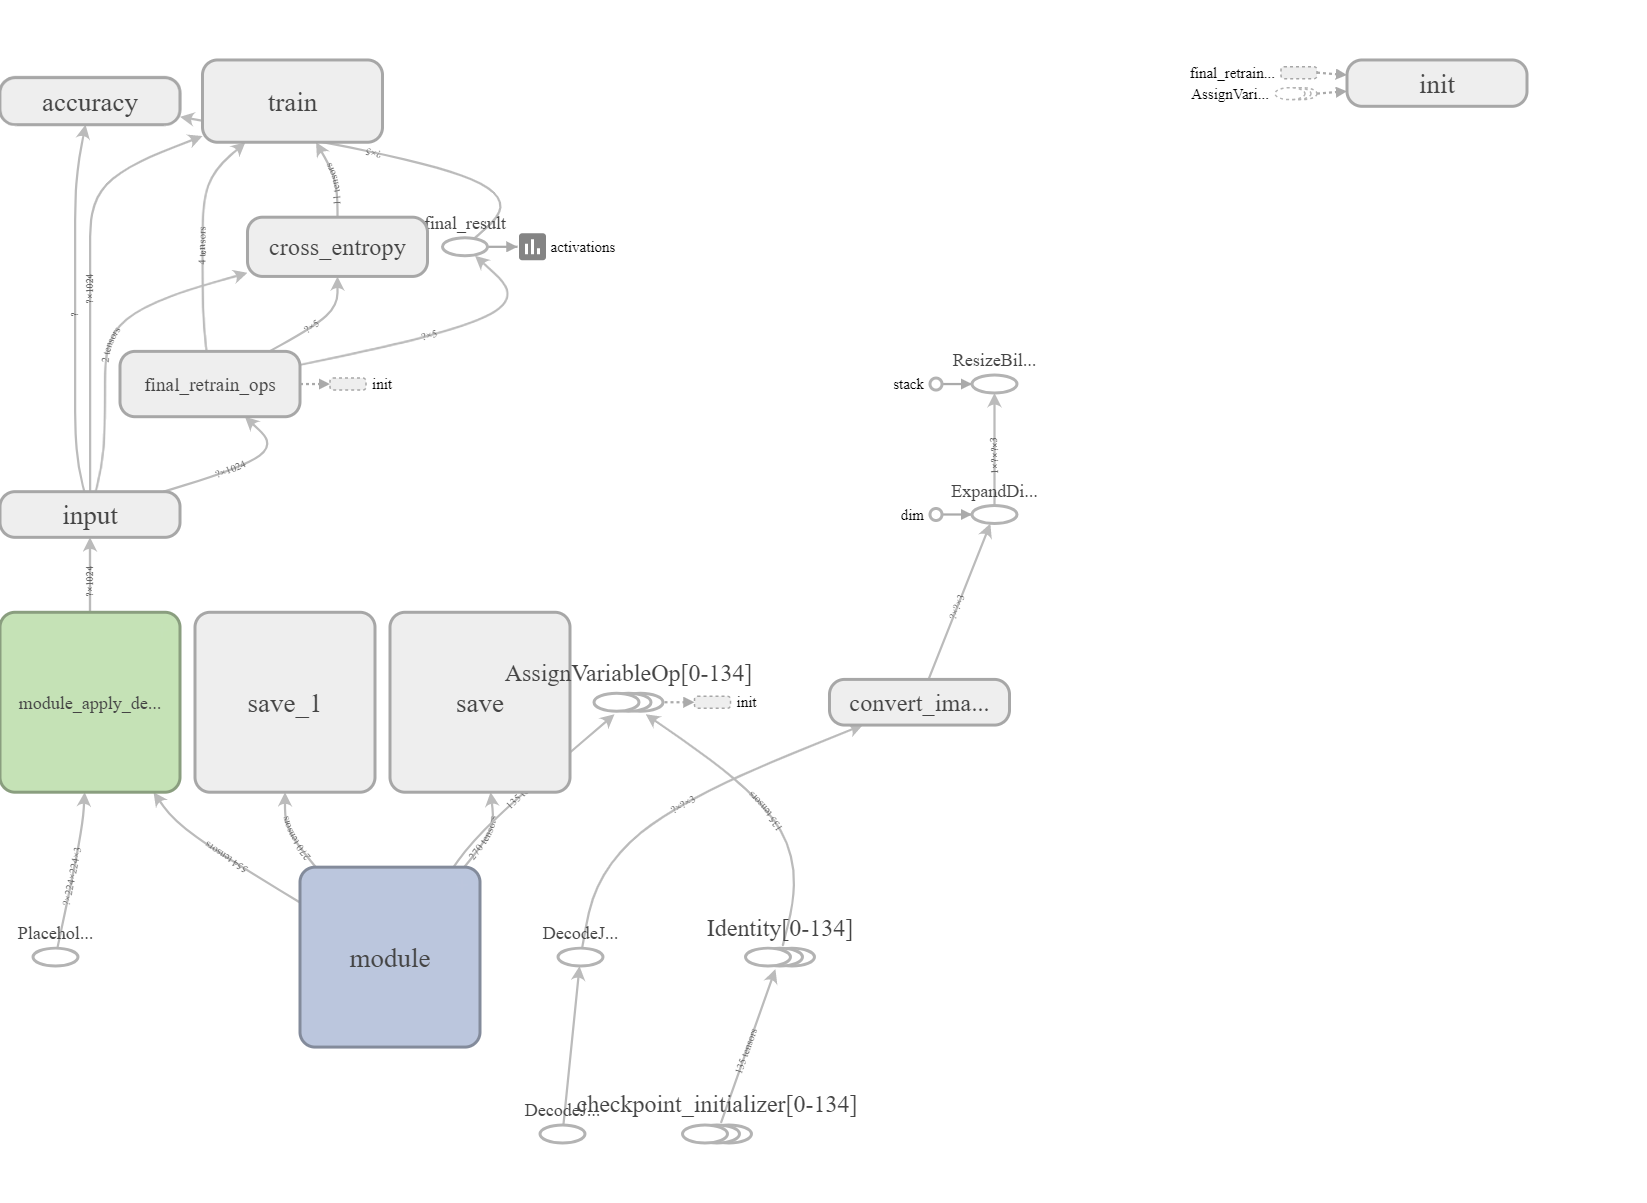 accuracy
train
final_retrain...
AssignVari...
init
?×5
11 tensors
final_result
activations
cross_entropy
4 tensors
?×1024
?
2 tensors
?×5
?×5
final_retrain_ops
init
?×1024
ResizeBil...
stack
1×?×?×3
ExpandDi...
dim
input
?×1024
?×?×3
module_apply_de...
save_1
save
AssignVariableOp[0-134]
init
convert_ima...
?×224×224×3
554 tensors
270 tensors
270 tensors
?×?×3
135 tensors
Placehol...
module
DecodeJ...
Identity[0-134]
135 tensors
DecodeJ...
checkpoint_initializer[0-134]